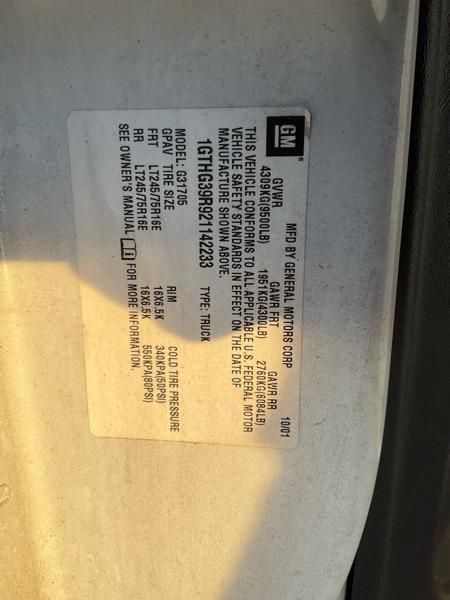 GM ®
MFD BY GENERAL MOTORS CORP 10/01
GVWR GAWR FRT GAWR RR
4309KG(9500LB) 1951KG(4300LB) 2760KG(6084LB)
THIS VEHICLE CONFORMS TO ALL APPLICABLE U.S. FEDERAL MOTOR
VEHICLE SAFETY STANDARDS IN EFFECT ON THE DATE OF
MANUFACTURE SHOWN ABOVE.
1GTHG39R921142233 TYPE: TRUCK
MODEL: G31705
GPAV TIRE SIZE RIM COLD TIRE PRESSURE
FRT LT245/75R16E 16X6.5K 340KPA(50PSI)
RR LT245/75R16E 16X6.5K 550KPA(80PSI)
SEE OWNER'S MANUAL FOR MORE INFORMATION.